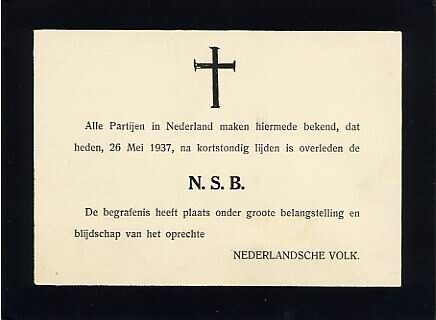 Alle Partijen in Nederland maken hiermede bekend, dat
heden, 26 Mei 1937, na kortstondig lijden is overleden de
N. S. B.
De begrafenis heeft plaats onder groote belangstelling en
blijdschap van het oprechte
NEDERLANDSCHE VOLK.